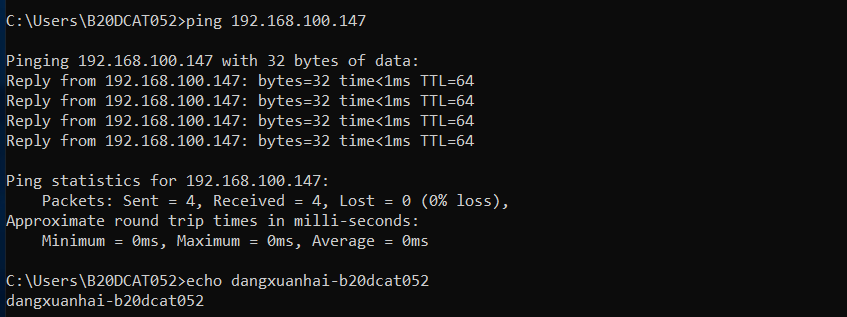 C:\Users\B20DCAT052>ping 192.168.100.147
Pinging 192.168.100.147 with 32 bytes of data:
Reply from 192.168.100.147: bytes=32 time<1ms TTL=64
Reply from 192.168.100.147: bytes=32 time<1ms TTL=64
Reply from 192.168.100.147: bytes=32 time<1ms TTL=64
Reply from 192.168.100.147: bytes=32 time<1ms TTL=64
Ping statistics for 192.168.100.147:
    Packets: Sent = 4, Received = 4, Lost = 0 (0% loss),
Approximate round trip times in milli-seconds:
    Minimum = 0ms, Maximum = 0ms, Average = 0ms
C:\Users\B20DCAT052>echo dangxuanhai-b20dcat052
dangxuanhai-b20dcat052